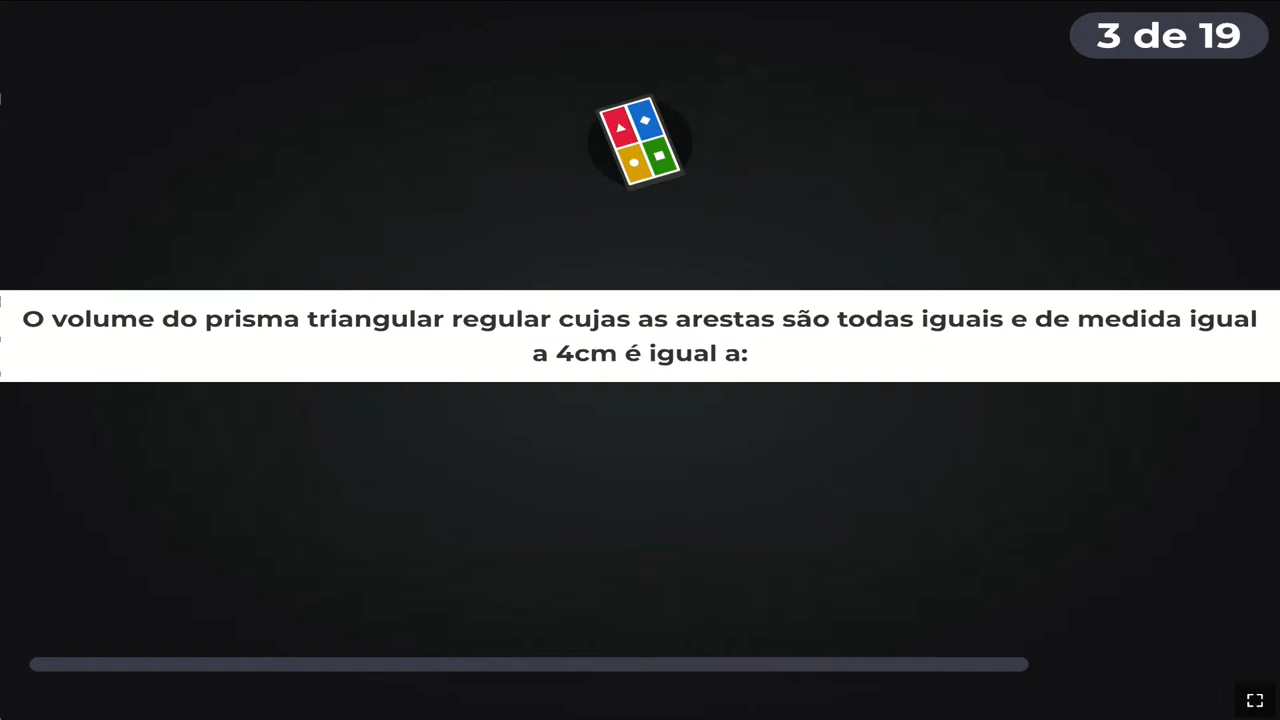 3 de 19
O volume do prisma triangular regular cujas as arestas são todas iguais e de medida igual
a 4cm é igual a: